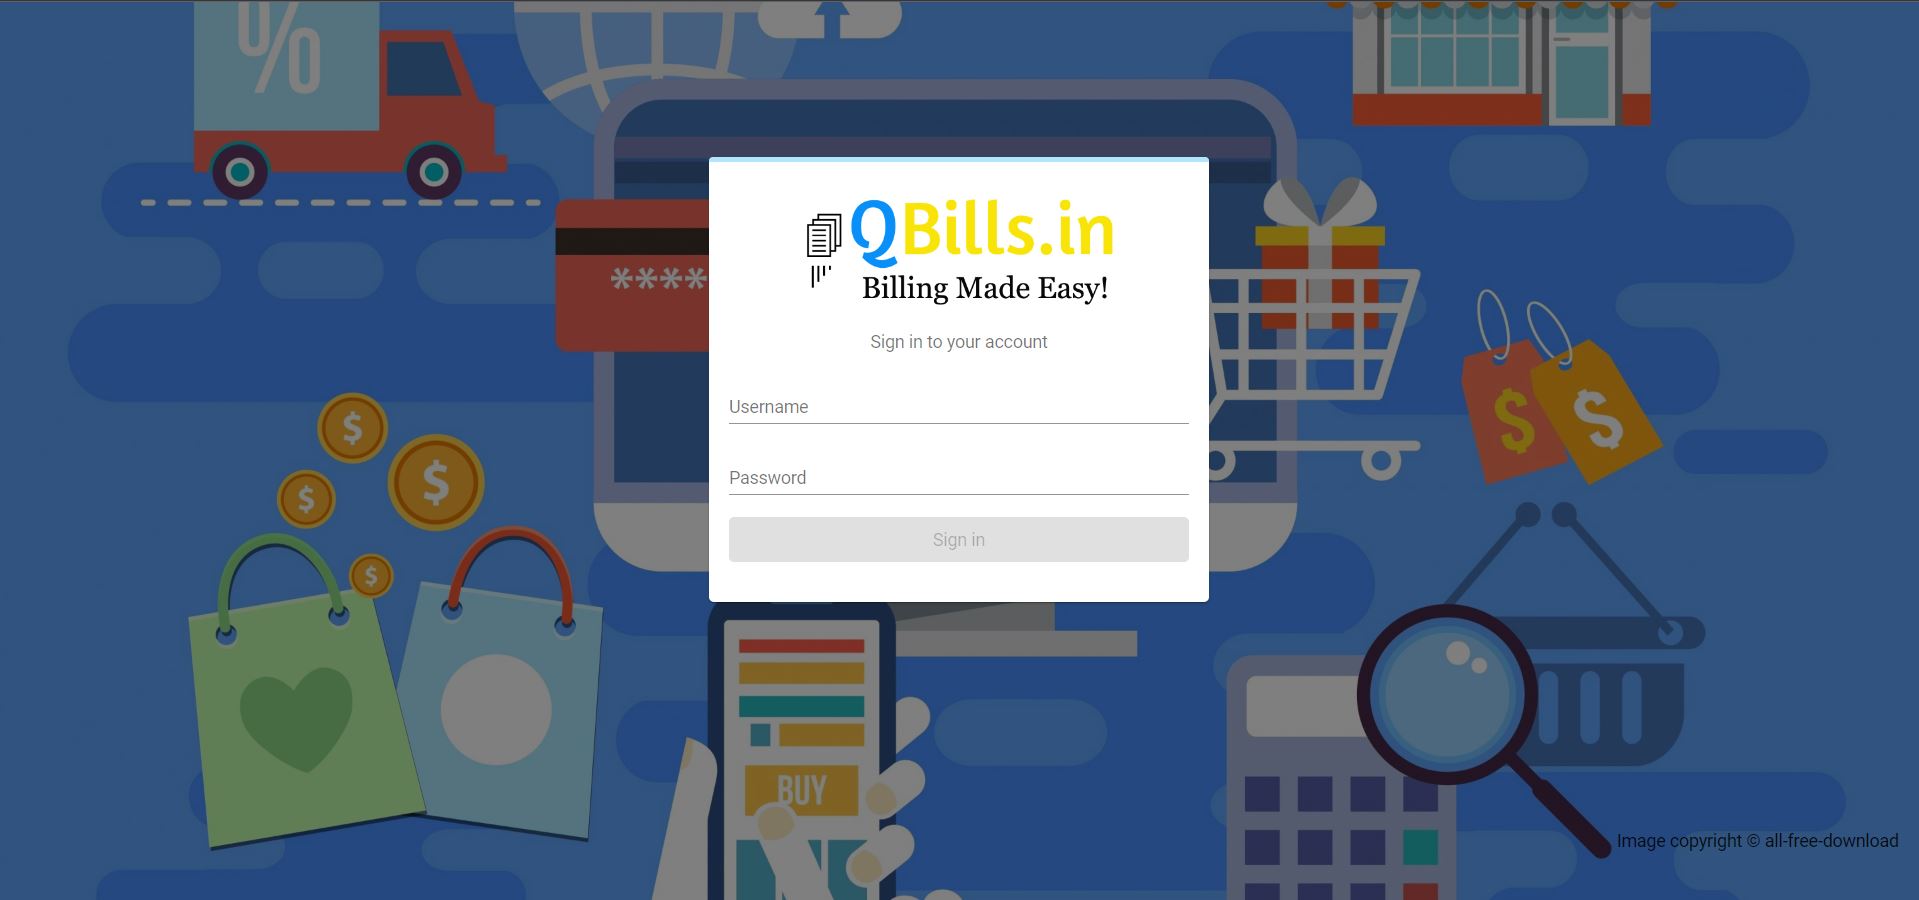 %
****
QBills.in
Billing Made Easy!
Sign in to your account
Username
Password
Sign in
$
$
$
$
$
$
BUY
Image copyright © all-free-download